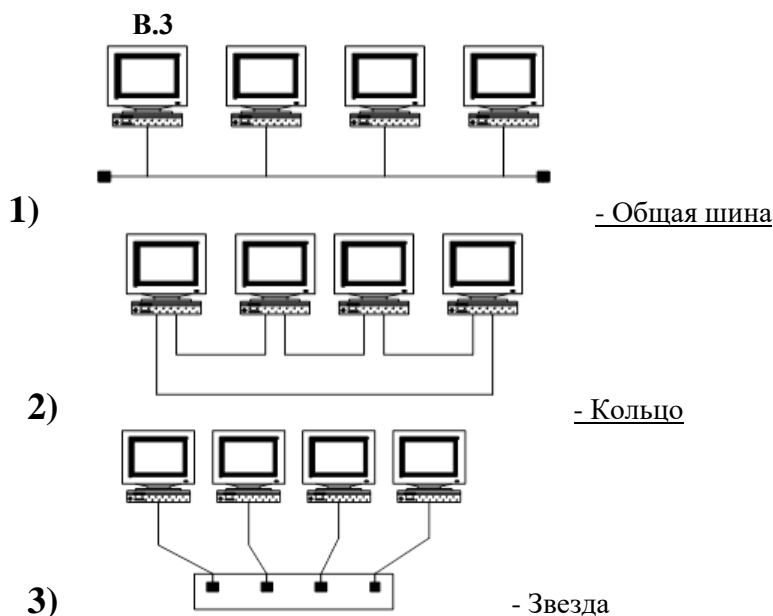 В.3
1) - Общая шина
2) - Кольцо
3) - Звезда